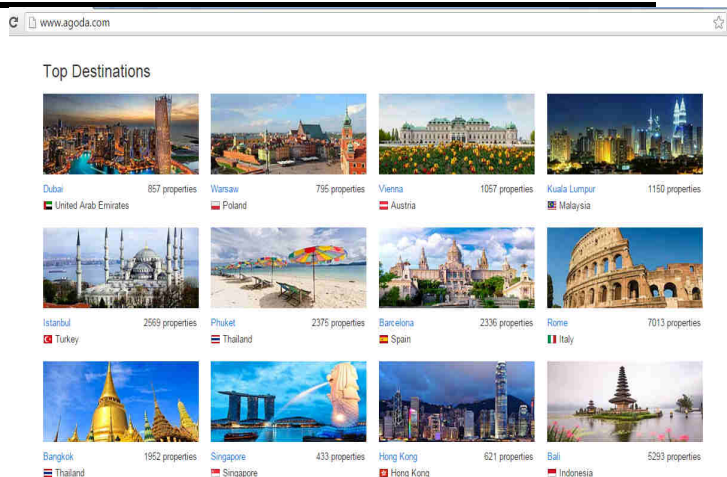 www.agoda.com
Top Destinations
Dubai 857 properties
United Arab Emirates
Warsaw 795 properties
Poland
Vienna 1057 properties
Austria
Kuala Lumpur 1150 properties
Malaysia
Istanbul 2569 properties
Turkey
Phuket 2375 properties
Thailand
Barcelona 2336 properties
Spain
Rome 7013 properties
Italy
Bangkok 1952 properties
Thailand
Singapore 433 properties
Singapore
Hong Kong 621 properties
Hong Kong
Bali 5293 properties
Indonesia